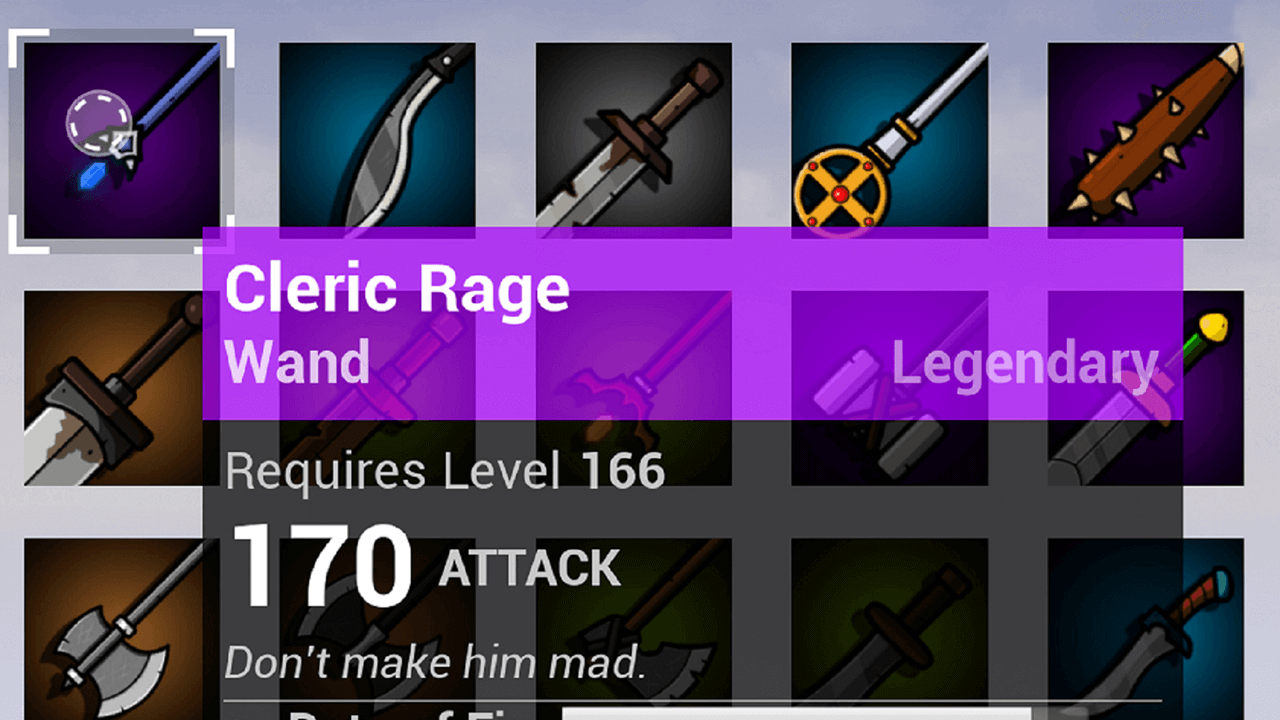 Cleric Rage
Wand Legendary
Requires Level 166
170 ATTACK
Don't make him mad.